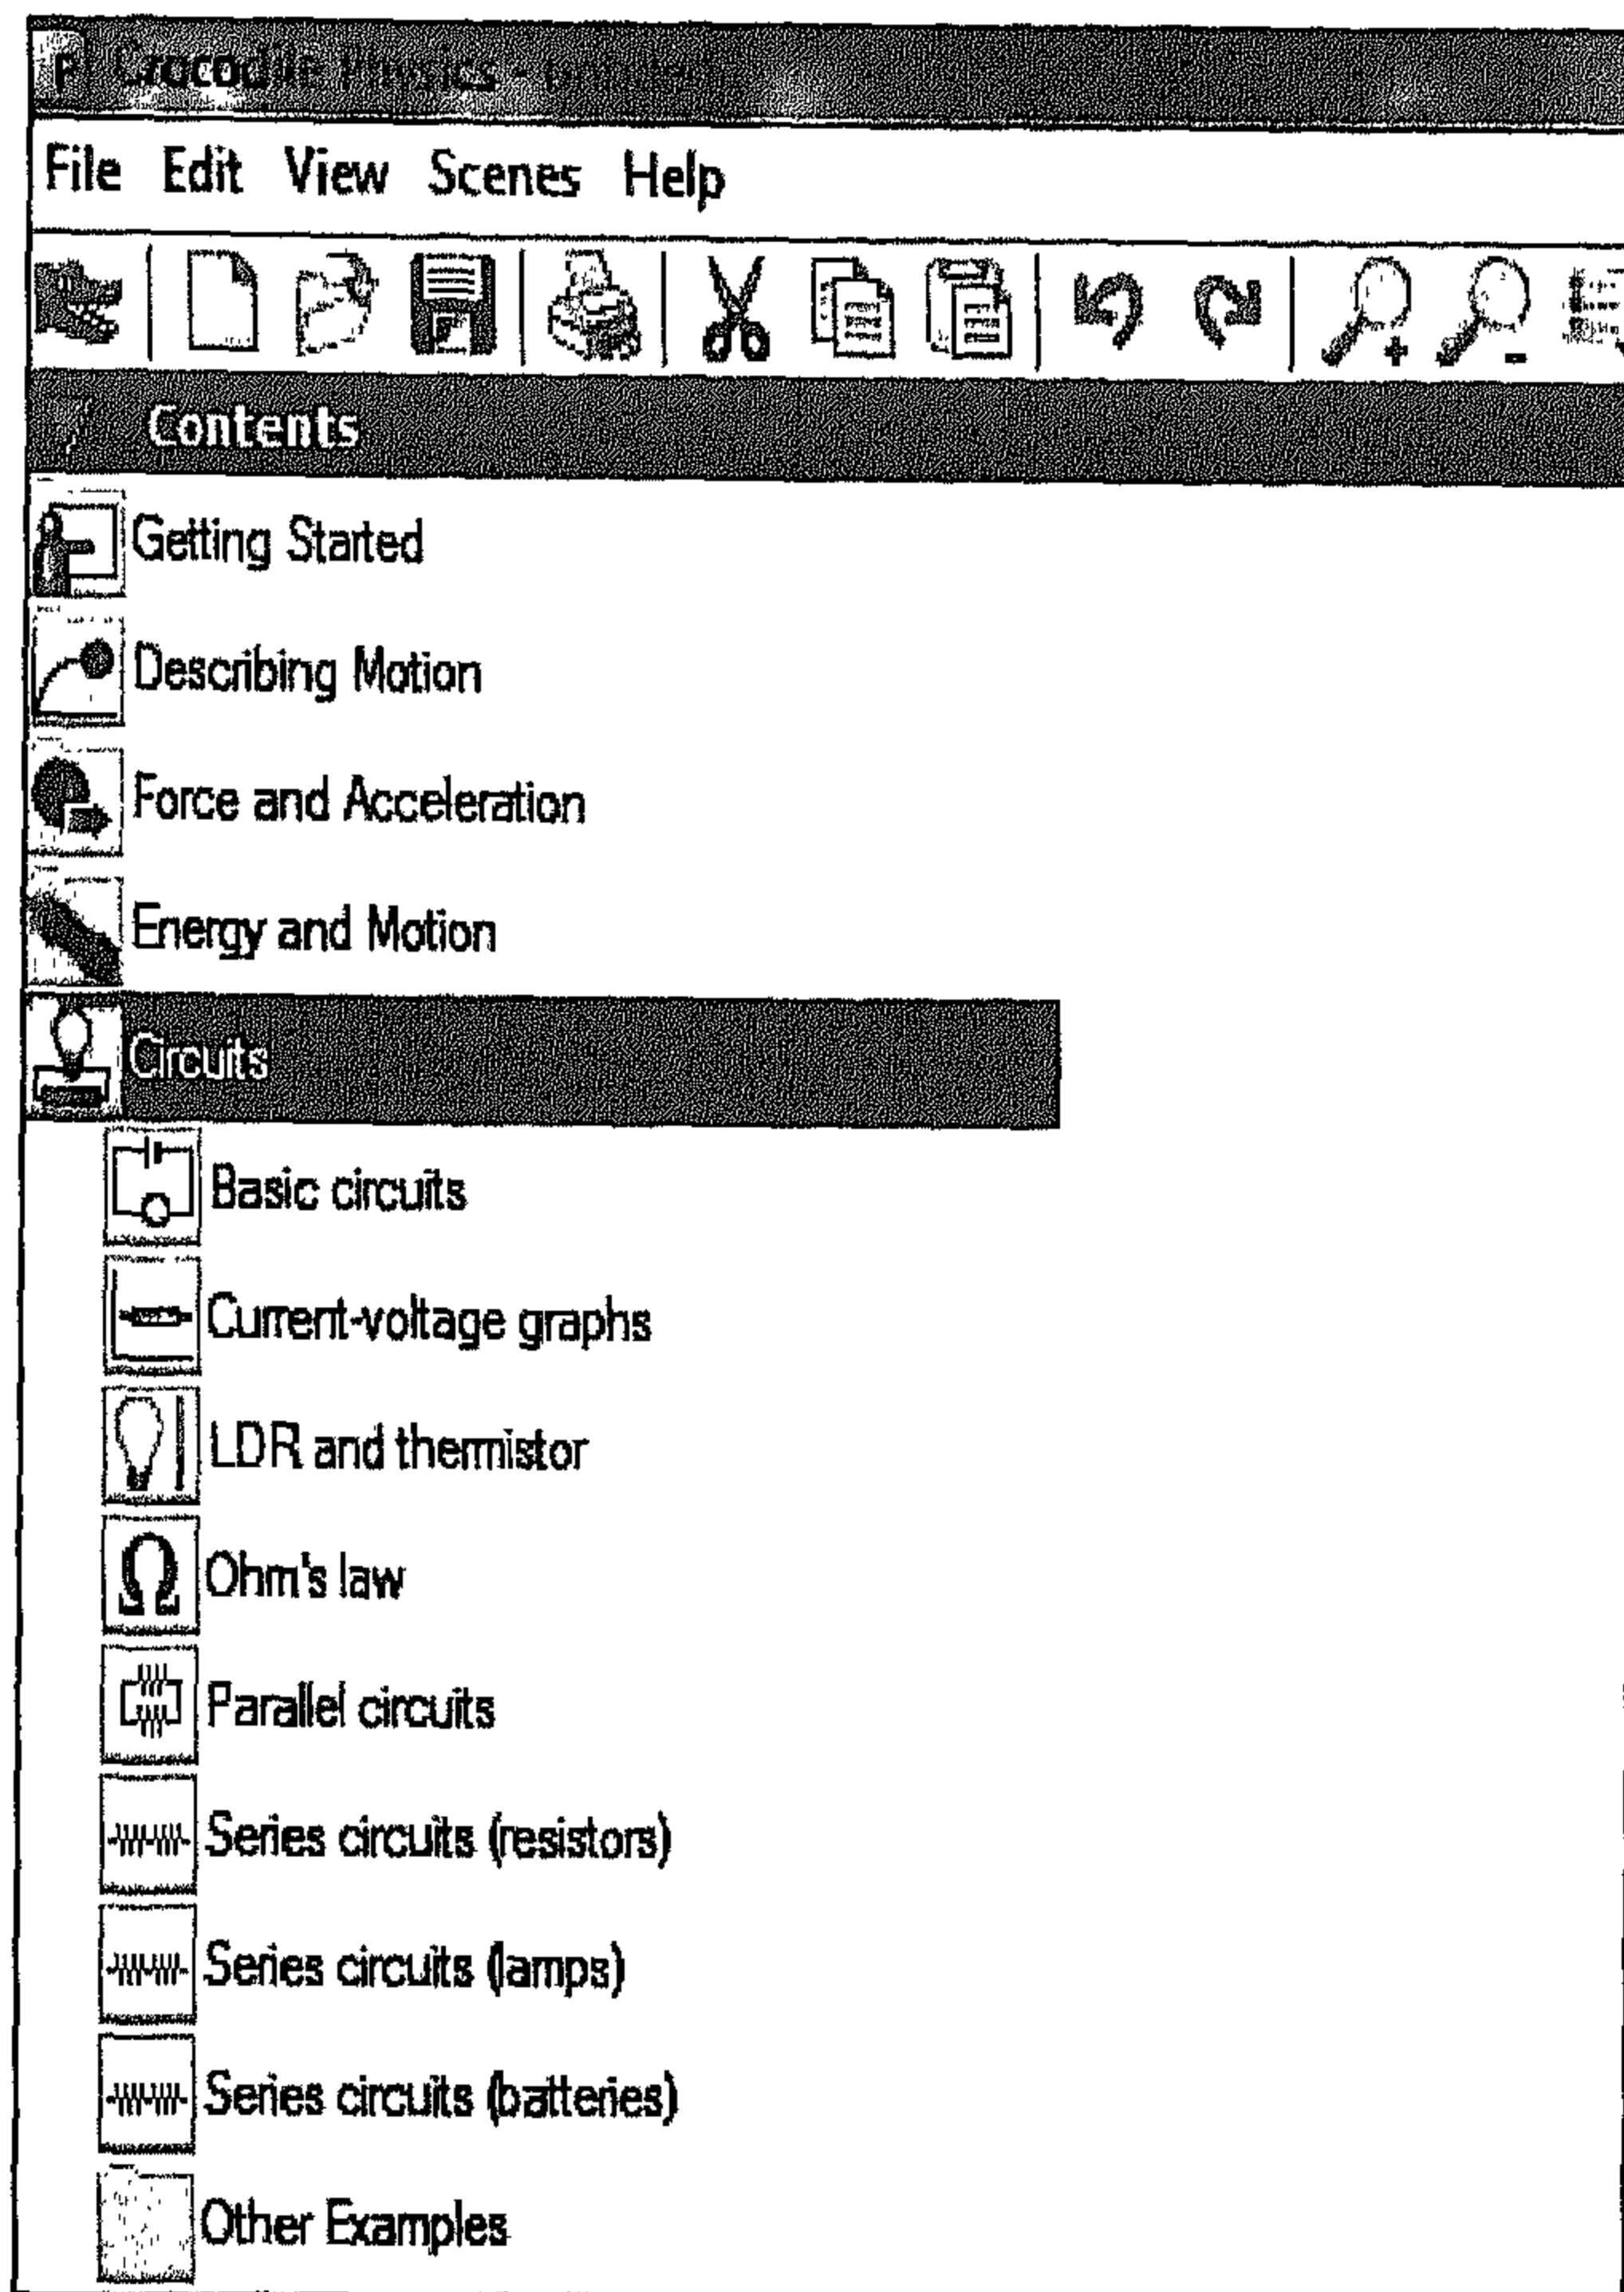 Crocodile Physics -
File Edit View Scenes Help
Contents
Getting Started
Describing Motion
Force and Acceleration
Energy and Motion
Circuits
Basic circuits
Current-voltage graphs
LDR and thermistor
Ω Ohm's law
Parallel circuits
Series circuits (resistors)
Series circuits (lamps)
Series circuits (batteries)
Other Examples